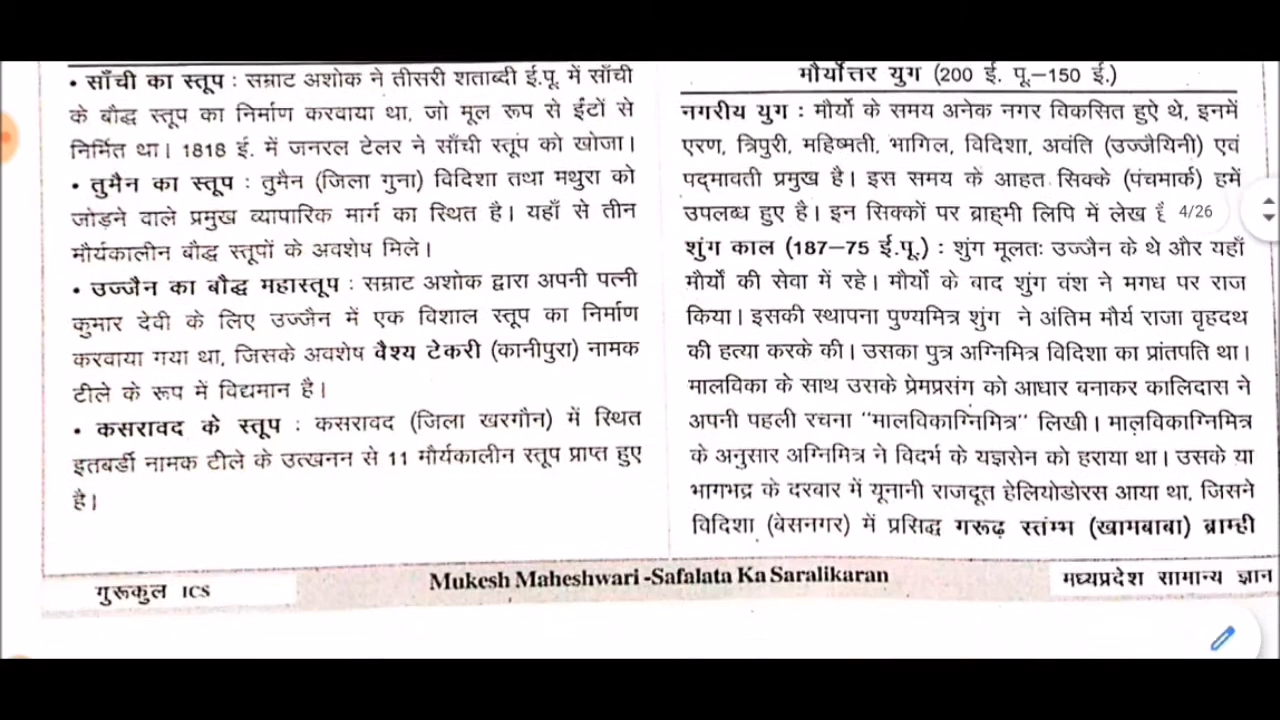 • साँची का स्तूप : सम्राट अशोक ने तीसरी शताब्दी ई.पू. में साँची
के बौद्ध स्तूप का निर्माण करवाया था, जो मूल रूप से ईंटों से
निर्मित था। 1818 ई. में जनरल टेलर ने साँची स्तूप को खोजा।
• तुमैन का स्तूप : तुमैन (जिला गुना) विदिशा तथा मथुरा को
जोड़ने वाले प्रमुख व्यापारिक मार्ग का स्थित है। यहाँ से तीन
मौर्यकालीन बौद्ध स्तूपों के अवशेष मिले।
• उज्जैन का बौद्ध महास्तूप : सम्राट अशोक द्वारा अपनी पत्नी
कुमार देवी के लिए उज्जैन में एक विशाल स्तूप का निर्माण
करवाया गया था, जिसके अवशेष वैश्य टेकरी (कानीपुरा) नामक
टीले के रूप में विद्यमान है।
• कसरावद के स्तूप : कसरावद (जिला खरगौन) में स्थित
इतबर्डी नामक टीले के उत्खनन से 11 मौर्यकालीन स्तूप प्राप्त हुए
है।
मौर्योत्तर युग (200 ई. पू.–150 ई.)
नगरीय युग : मौर्यो के समय अनेक नगर विकसित हुऐ थे, इनमें
एरण, त्रिपुरी, महिष्मती, भागिल, विदिशा, अवंति (उज्जैयिनी) एवं
पद्मावती प्रमुख है। इस समय के आहत सिक्के (पंचमार्क) हमें
उपलब्ध हुए है। इन सिक्कों पर ब्राह्मी लिपि में लेख 4/26
शुंग काल (187–75 ई.पू.) : शुंग मूलतः उज्जैन के थे और यहाँ
मौर्यों की सेवा में रहे। मौर्यों के बाद शुंग वंश ने मगध पर राज
किया। इसकी स्थापना पुण्यमित्र शुंग ने अंतिम मौर्य राजा वृहदथ
की हत्या करके की। उसका पुत्र अग्निमित्र विदिशा का प्रांतपति था।
मालविका के साथ उसके प्रेमप्रसंग को आधार बनाकर कालिदास ने
अपनी पहली रचना "मालविकाग्निमित्र" लिखी। मालविकाग्निमित्र
के अनुसार अग्निमित्र ने विदर्भ के यज्ञरोन को हराया था। उसके या
भागभद्र के दरवार में यूनानी राजदूत हेलियोडोरस आया था, जिसने
विदिशा (बेसनगर) में प्रसिद्ध गरूढ़ स्तंम्भ (खामबाबा) ब्राम्ही
गुरूकुल ICS
Mukesh Maheshwari -Safalata Ka Saralikaran
मध्यप्रदेश सामान्य ज्ञान